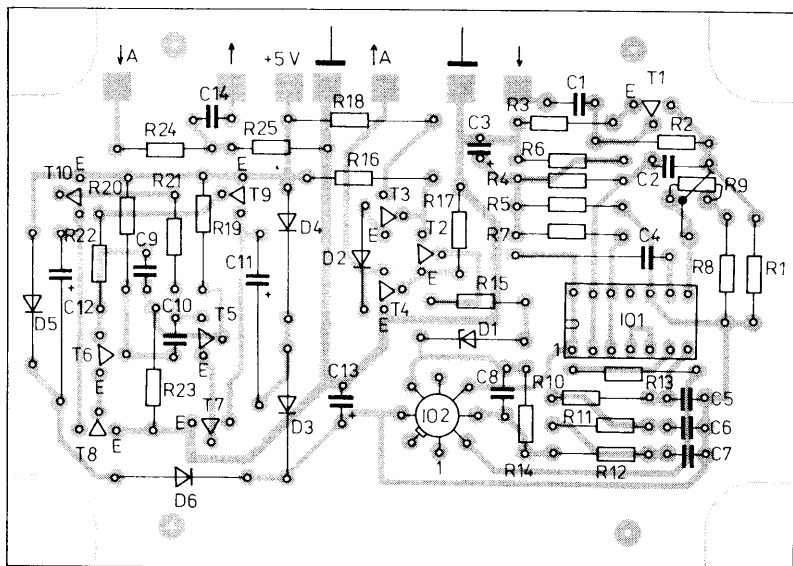 A +5V A
C14 C1 T1
R18 E
R24 R25 C3 R3 R2
R6 C2
R16 R4 R9
T10 E R20 R21 E T9 T3 R17 R5
E T2 R7 C4
R22 C9 R19 C11 D4 D2 E R8 R1
C12 C10 T5 T4 R15 IO1
D5 E D1
T6 E 1
E R23 C8 R10 R13
E T7 C13 IO2 R11 C5
T8 E D3 C6
R12 C7
1 R14
D6